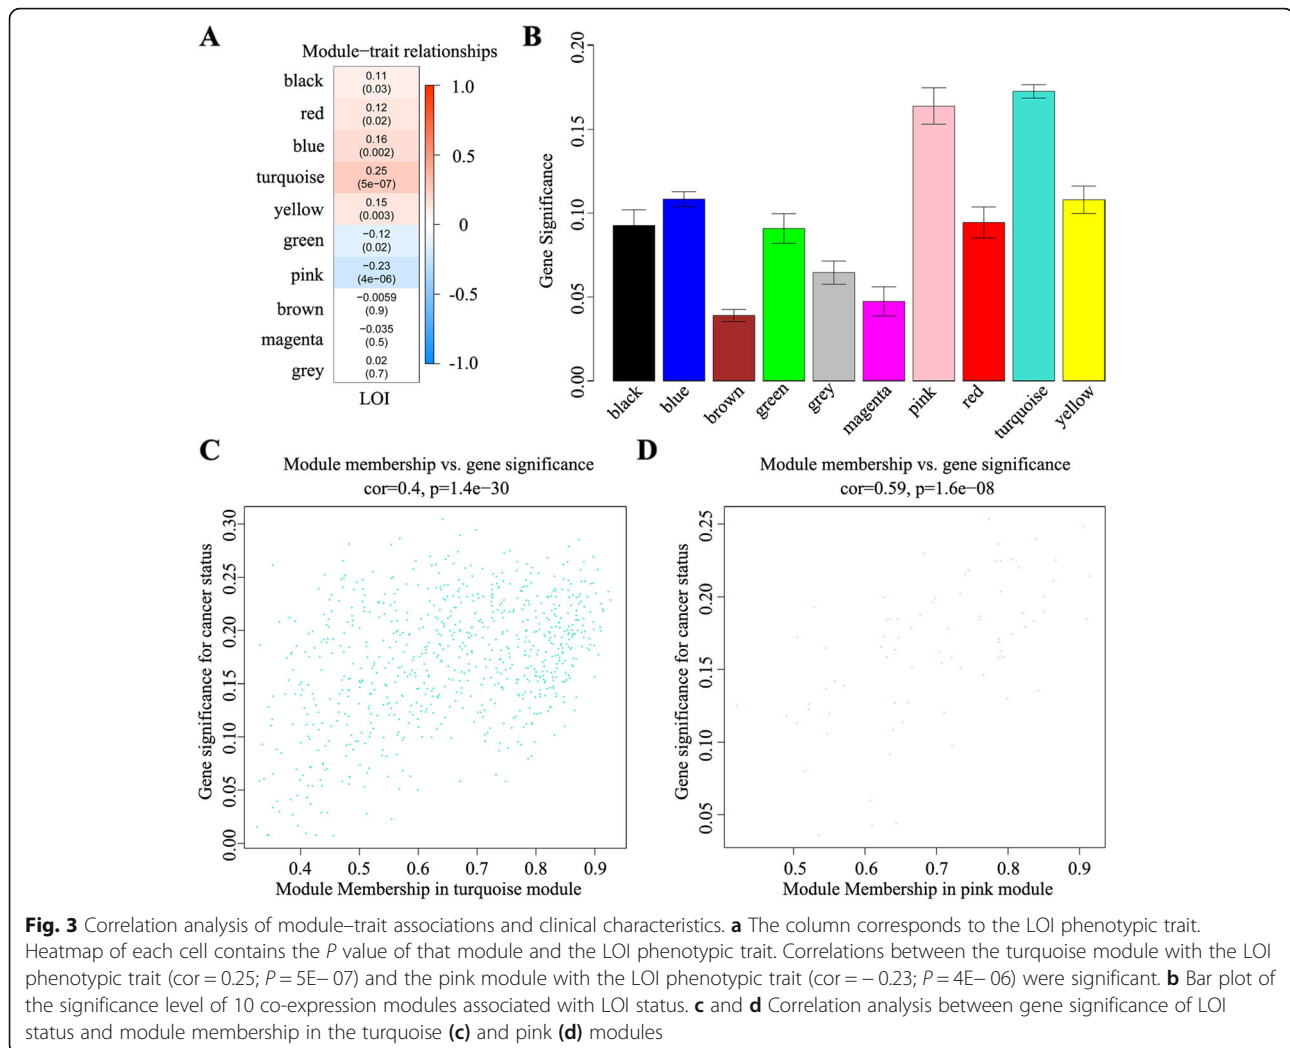 A
Module−trait relationships
black
0.11
(0.03)
red
0.12
(0.02)
blue
0.16
(0.002)
turquoise
0.25
(5e−07)
yellow
0.15
(0.003)
green
−0.12
(0.02)
pink
−0.23
(4e−06)
brown
−0.0059
(0.9)
magenta
−0.035
(0.5)
grey
0.02
(0.7)
LOI
1.0
0.5
0
-0.5
-1.0
B
Gene Significance
0.20
0.15
0.10
0.05
0.00
black
blue
brown
green
grey
magenta
pink
red
turquoise
yellow
C
Module membership vs. gene significance
cor=0.4, p=1.4e−30
Gene significance for cancer status
0.30
0.25
0.20
0.15
0.10
0.05
0.00
0.4 0.5 0.6 0.7 0.8 0.9
Module Membership in turquoise module
D
Module membership vs. gene significance
cor=0.59, p=1.6e−08
Gene significance for cancer status
0.25
0.20
0.15
0.10
0.05
0.5 0.6 0.7 0.8 0.9
Module Membership in pink module
Fig. 3 Correlation analysis of module–trait associations and clinical characteristics. a The column corresponds to the LOI phenotypic trait.
Heatmap of each cell contains the P value of that module and the LOI phenotypic trait. Correlations between the turquoise module with the LOI
phenotypic trait (cor = 0.25; P = 5E− 07) and the pink module with the LOI phenotypic trait (cor = − 0.23; P = 4E− 06) were significant. b Bar plot of
the significance level of 10 co-expression modules associated with LOI status. c and d Correlation analysis between gene significance of LOI
status and module membership in the turquoise (c) and pink (d) modules